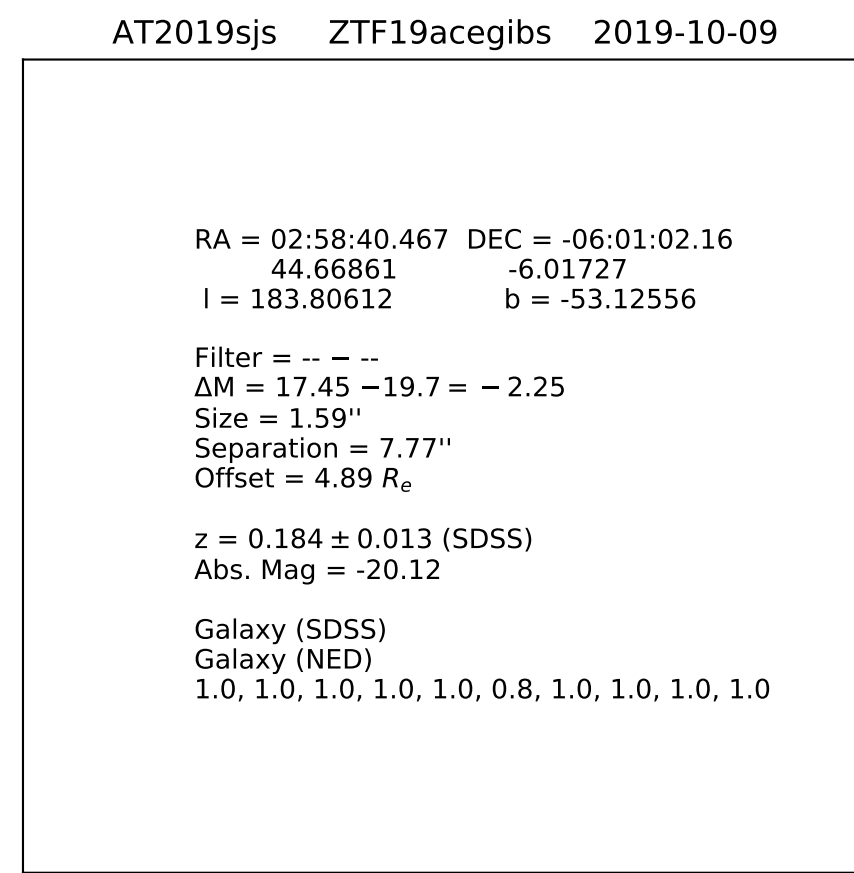 AT2019sjs ZTF19acegibs 2019-10-09
RA = 02:58:40.467 DEC = -06:01:02.16
44.66861 -6.01727
l = 183.80612 b = -53.12556
Filter = -- − --
ΔM = 17.45 −19.7 = − 2.25
Size = 1.59''
Separation = 7.77''
Offset = 4.89 Re
z = 0.184 ± 0.013 (SDSS)
Abs. Mag = -20.12
Galaxy (SDSS)
Galaxy (NED)
1.0, 1.0, 1.0, 1.0, 1.0, 0.8, 1.0, 1.0, 1.0, 1.0